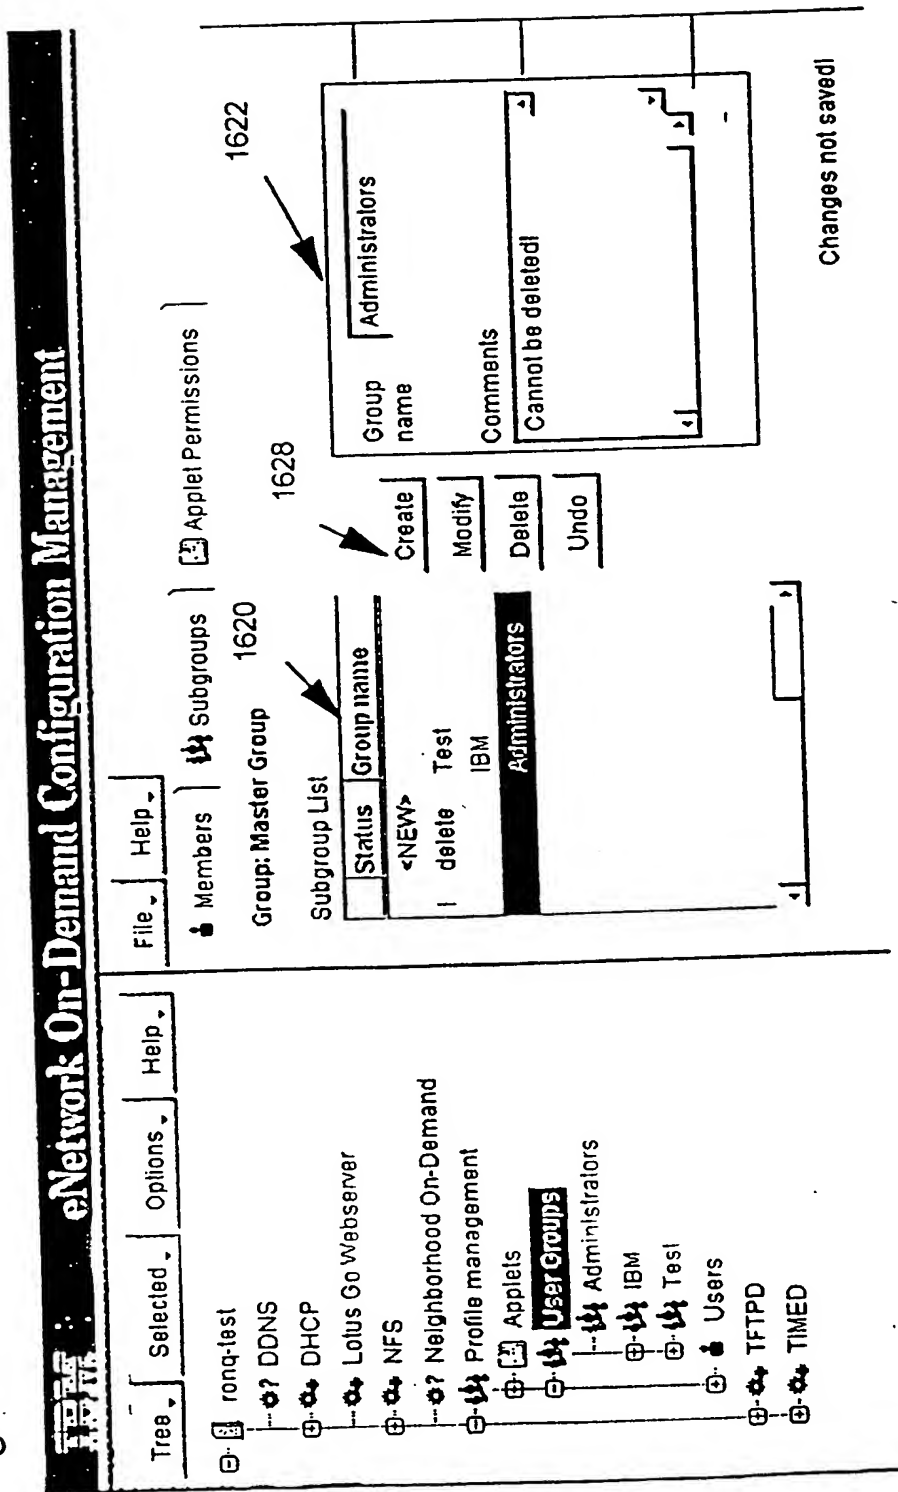 eNetwork On-Demand Configuration Management
Tree Selected Options Help
File Help
ronq-test
? DDNS
DHCP
Lotus Go Webserver
NFS
? Neighborhood On-Demand
Profile management
Applets
User Groups
Administrators
IBM
Test
Users
TFTPD
TIMED
Members Subgroups Applet Permissions
Group: Master Group
1620
Subgroup List
Status Group name
<NEW>
delete Test
IBM
Administrators
1628
Create
Modify
Delete
Undo
1622
Group name
Administrators
Comments
Cannot be deleted!
Changes not saved!